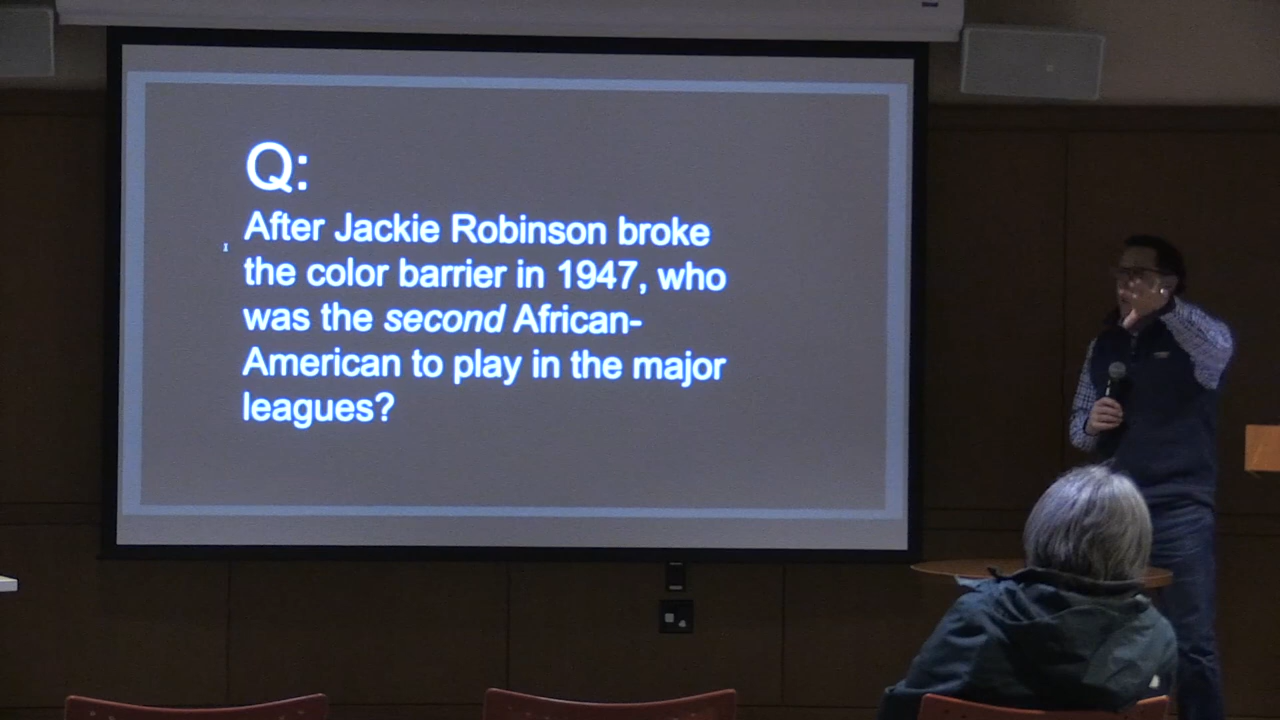 Q:
After Jackie Robinson broke
the color barrier in 1947, who
was the second African-
American to play in the major
leagues?